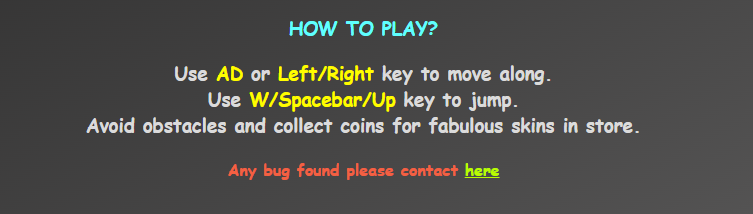 HOW TO PLAY?
Use AD or Left/Right key to move along.
Use W/Spacebar/Up key to jump.
Avoid obstacles and collect coins for fabulous skins in store.
Any bug found please contact here